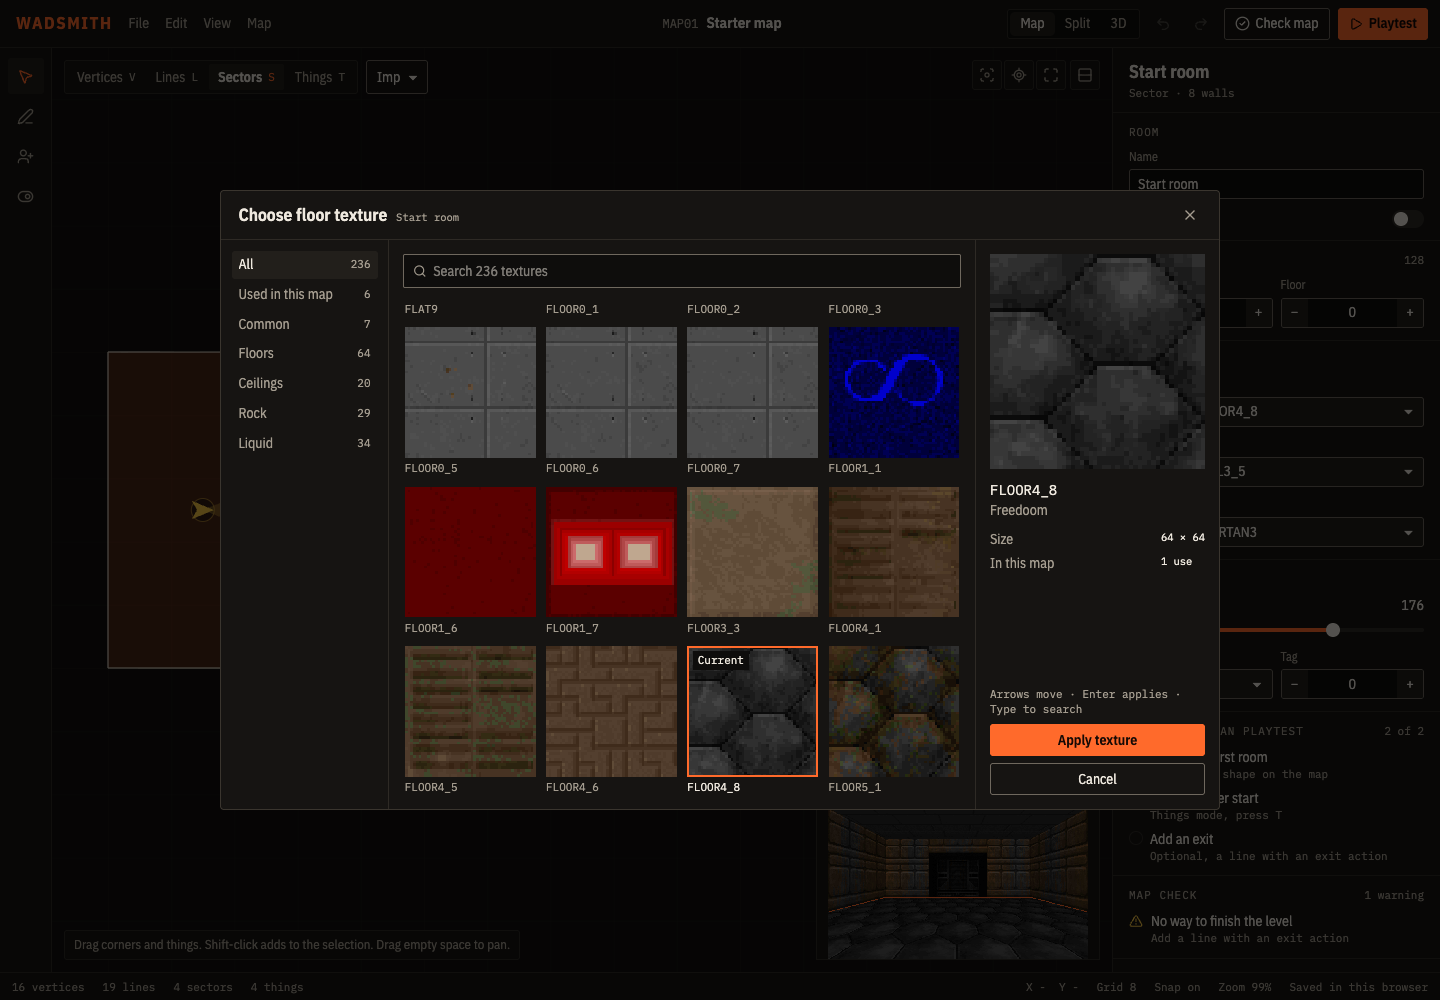 WADSMITH File Edit View Map
MAP01 Starter map
Map Split 3D
Check map
Playtest
Vertices V Lines L Sectors S Things T
Imp
Start room
Sector · 8 walls
ROOM
Name
Start room
128
Floor
+ − 0 +
OR4_8
L3_5
RTAN3
176
Tag
− 0 +
AN PLAYTEST 2 of 2
rst room
shape on the map
er start
Things mode, press T
Add an exit
Optional, a line with an exit action
MAP CHECK 1 warning
No way to finish the level
Add a line with an exit action
Choose floor texture Start room
All 236
Used in this map 6
Common 7
Floors 64
Ceilings 20
Rock 29
Liquid 34
Search 236 textures
FLAT9 FLOOR0_1 FLOOR0_2 FLOOR0_3
FLOOR0_5 FLOOR0_6 FLOOR0_7 FLOOR1_1
FLOOR1_6 FLOOR1_7 FLOOR3_3 FLOOR4_1
Current
FLOOR4_5 FLOOR4_6 FLOOR4_8 FLOOR5_1
FLOOR4_8
Freedoom
Size 64 × 64
In this map 1 use
Arrows move · Enter applies ·
Type to search
Apply texture
Cancel
Drag corners and things. Shift-click adds to the selection. Drag empty space to pan.
16 vertices 19 lines 4 sectors 4 things
X - Y - Grid 8 Snap on Zoom 99% Saved in this browser